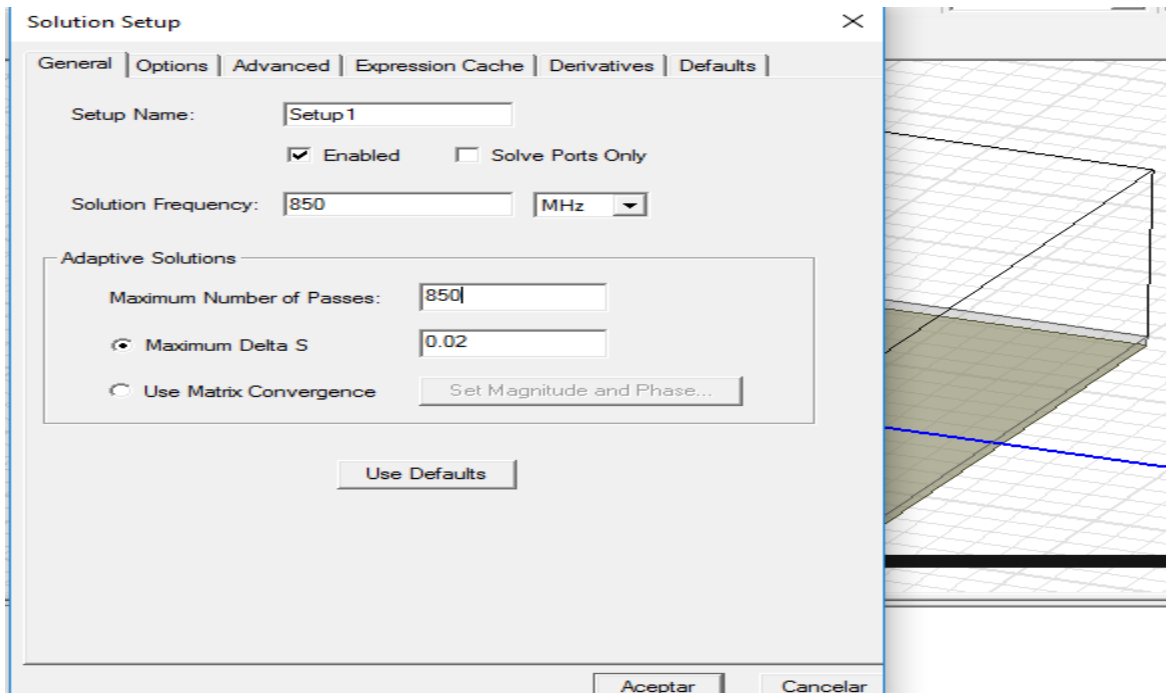 Solution Setup
General Options Advanced Expression Cache Derivatives Defaults
Setup Name: Setup1
Enabled Solve Ports Only
Solution Frequency: 850 MHz
Adaptive Solutions
Maximum Number of Passes: 850
Maximum Delta S 0.02
Use Matrix Convergence Set Magnitude and Phase...
Use Defaults
Aceptar Cancelar